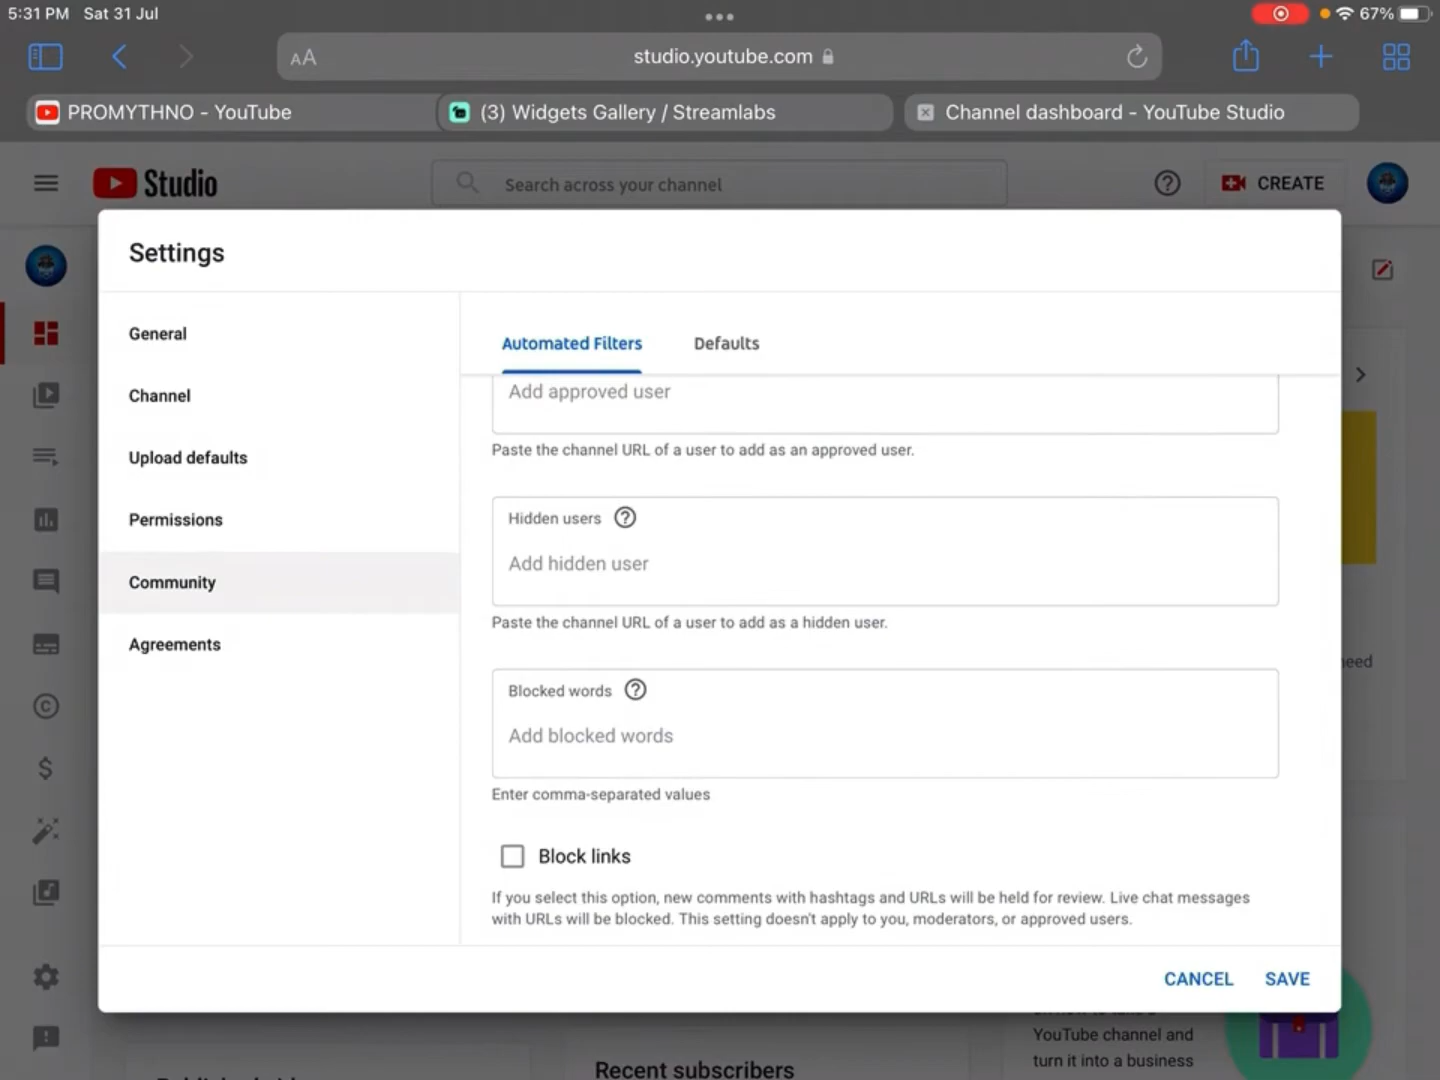 5:31 PM Sat 31 Jul
67%
AA
studio.youtube.com
PROMYTHNO - YouTube
(3) Widgets Gallery / Streamlabs
Channel dashboard - YouTube Studio
Studio
Search across your channel
CREATE
Settings
General
Channel
Upload defaults
Permissions
Community
Agreements
Automated Filters
Defaults
Add approved user
Paste the channel URL of a user to add as an approved user.
Hidden users
Add hidden user
Paste the channel URL of a user to add as a hidden user.
Blocked words
Add blocked words
Enter comma-separated values
Block links
If you select this option, new comments with hashtags and URLs will be held for review. Live chat messages
with URLs will be blocked. This setting doesn't apply to you, moderators, or approved users.
CANCEL
SAVE
YouTube channel and
turn it into a business
Recent subscribers